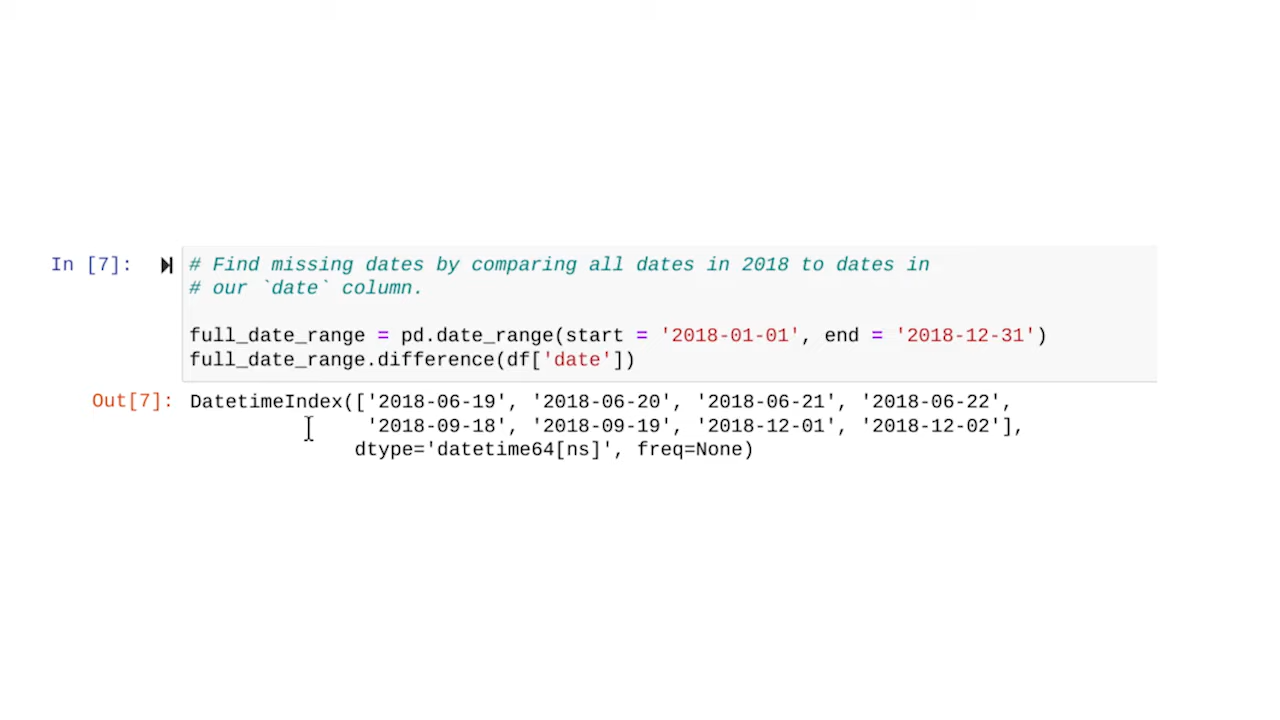 In [7]: # Find missing dates by comparing all dates in 2018 to dates in
# our `date` column.
full_date_range = pd.date_range(start = '2018-01-01', end = '2018-12-31')
full_date_range.difference(df['date'])
Out[7]: DatetimeIndex(['2018-06-19', '2018-06-20', '2018-06-21', '2018-06-22',
'2018-09-18', '2018-09-19', '2018-12-01', '2018-12-02'],
dtype='datetime64[ns]', freq=None)